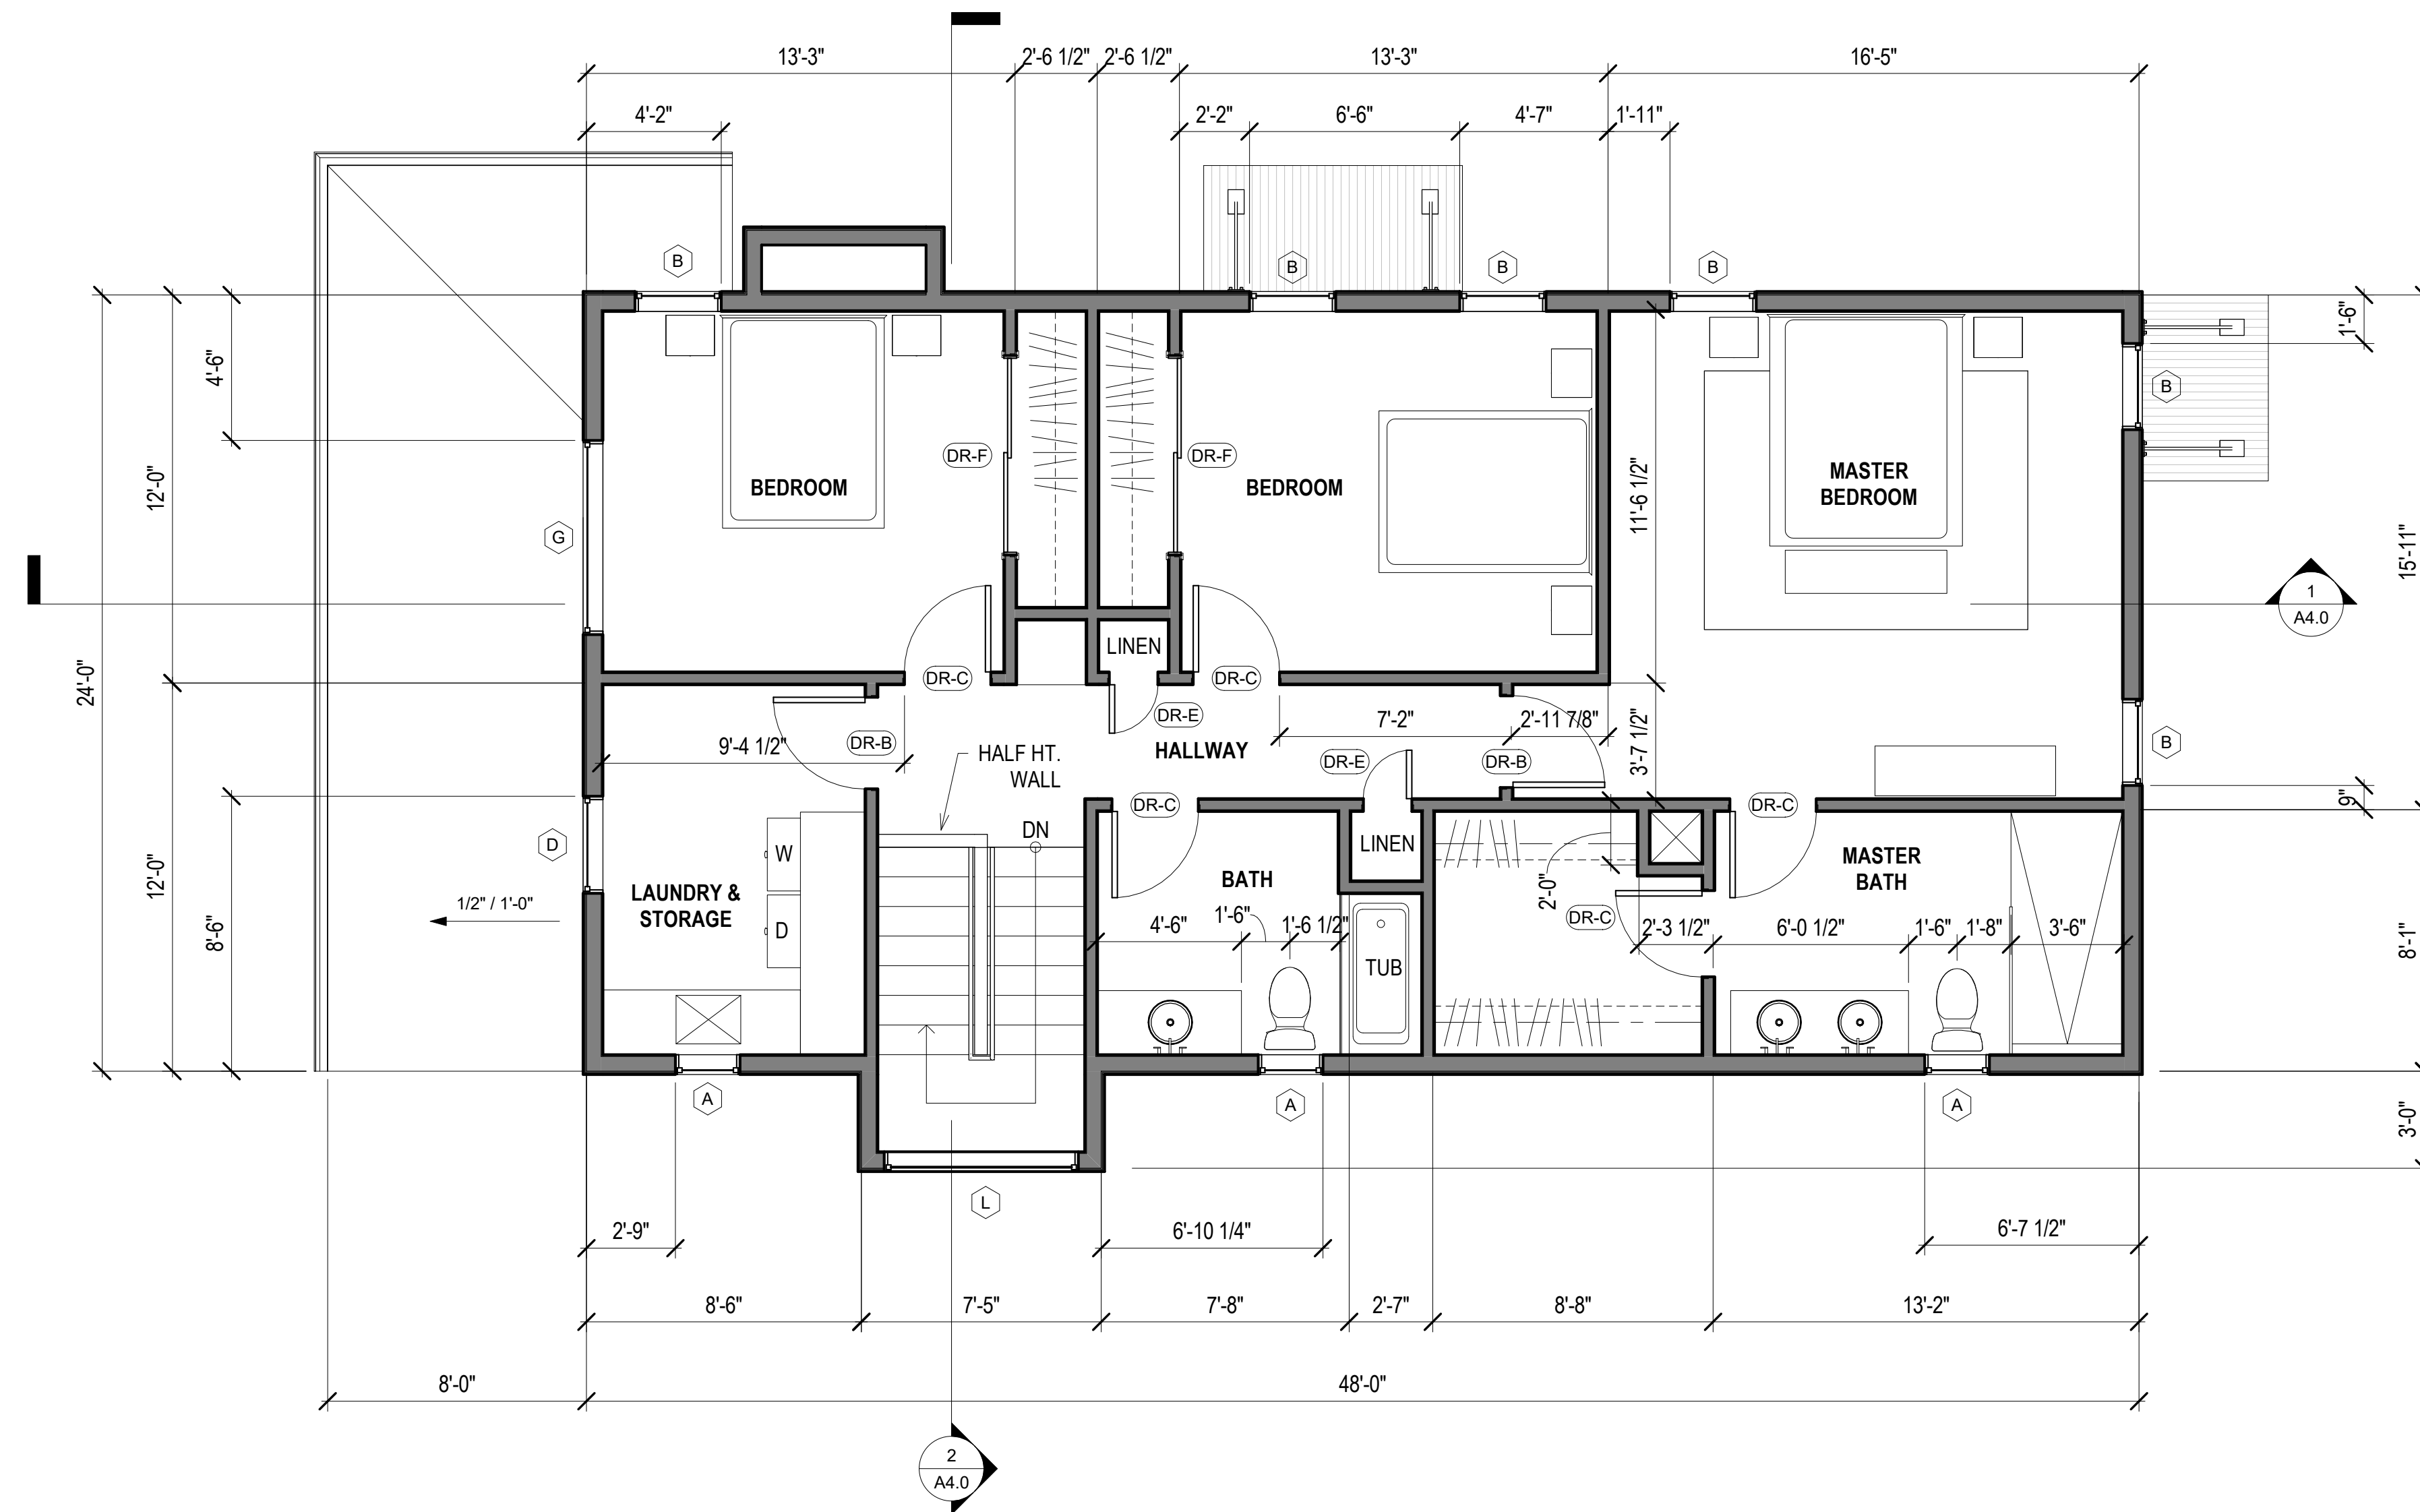 13'-3"
2'-6 1/2"
2'-6 1/2"
13'-3"
16'-5"
4'-2"
2'-2"
6'-6"
4'-7"
1'-11"
B
B
B
B
1'-6"
4'-6"
B
DR-F
DR-F
BEDROOM
BEDROOM
MASTER
BEDROOM
12'-0"
11'-6 1/2"
G
15'-11"
1
A4.0
24'-0"
LINEN
DR-C
DR-C
DR-E
7'-2"
2'-11 7/8"
3'-7 1/2"
DR-B
9'-4 1/2"
HALF HT.
WALL
HALLWAY
DR-E
DR-B
B
9"
DR-C
DR-C
DN
D
W
LINEN
12'-0"
8'-6"
LAUNDRY &
STORAGE
D
BATH
2'-0"
MASTER
BATH
1/2" / 1'-0"
4'-6"
1'-6"
1'-6 1/2"
DR-C
2'-3 1/2"
6'-0 1/2"
1'-6"
1'-8"
3'-6"
8'-1"
TUB
A
A
A
3'-0"
L
2'-9"
6'-10 1/4"
6'-7 1/2"
8'-6"
7'-5"
7'-8"
2'-7"
8'-8"
13'-2"
8'-0"
48'-0"
2
A4.0